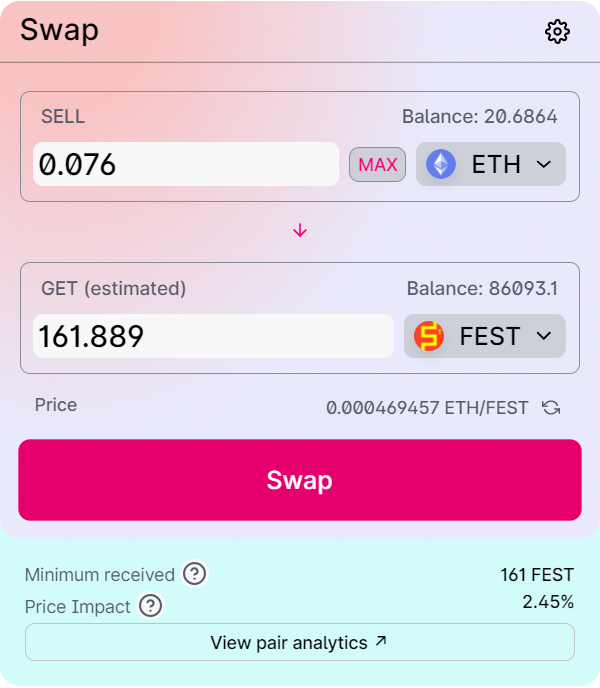 Swap
SELL Balance: 20.6864
0.076 MAX ETH
GET (estimated) Balance: 86093.1
161.889 FEST
Price 0.000469457 ETH/FEST
Swap
Minimum received ? 161 FEST
Price Impact ? 2.45%
View pair analytics ↗